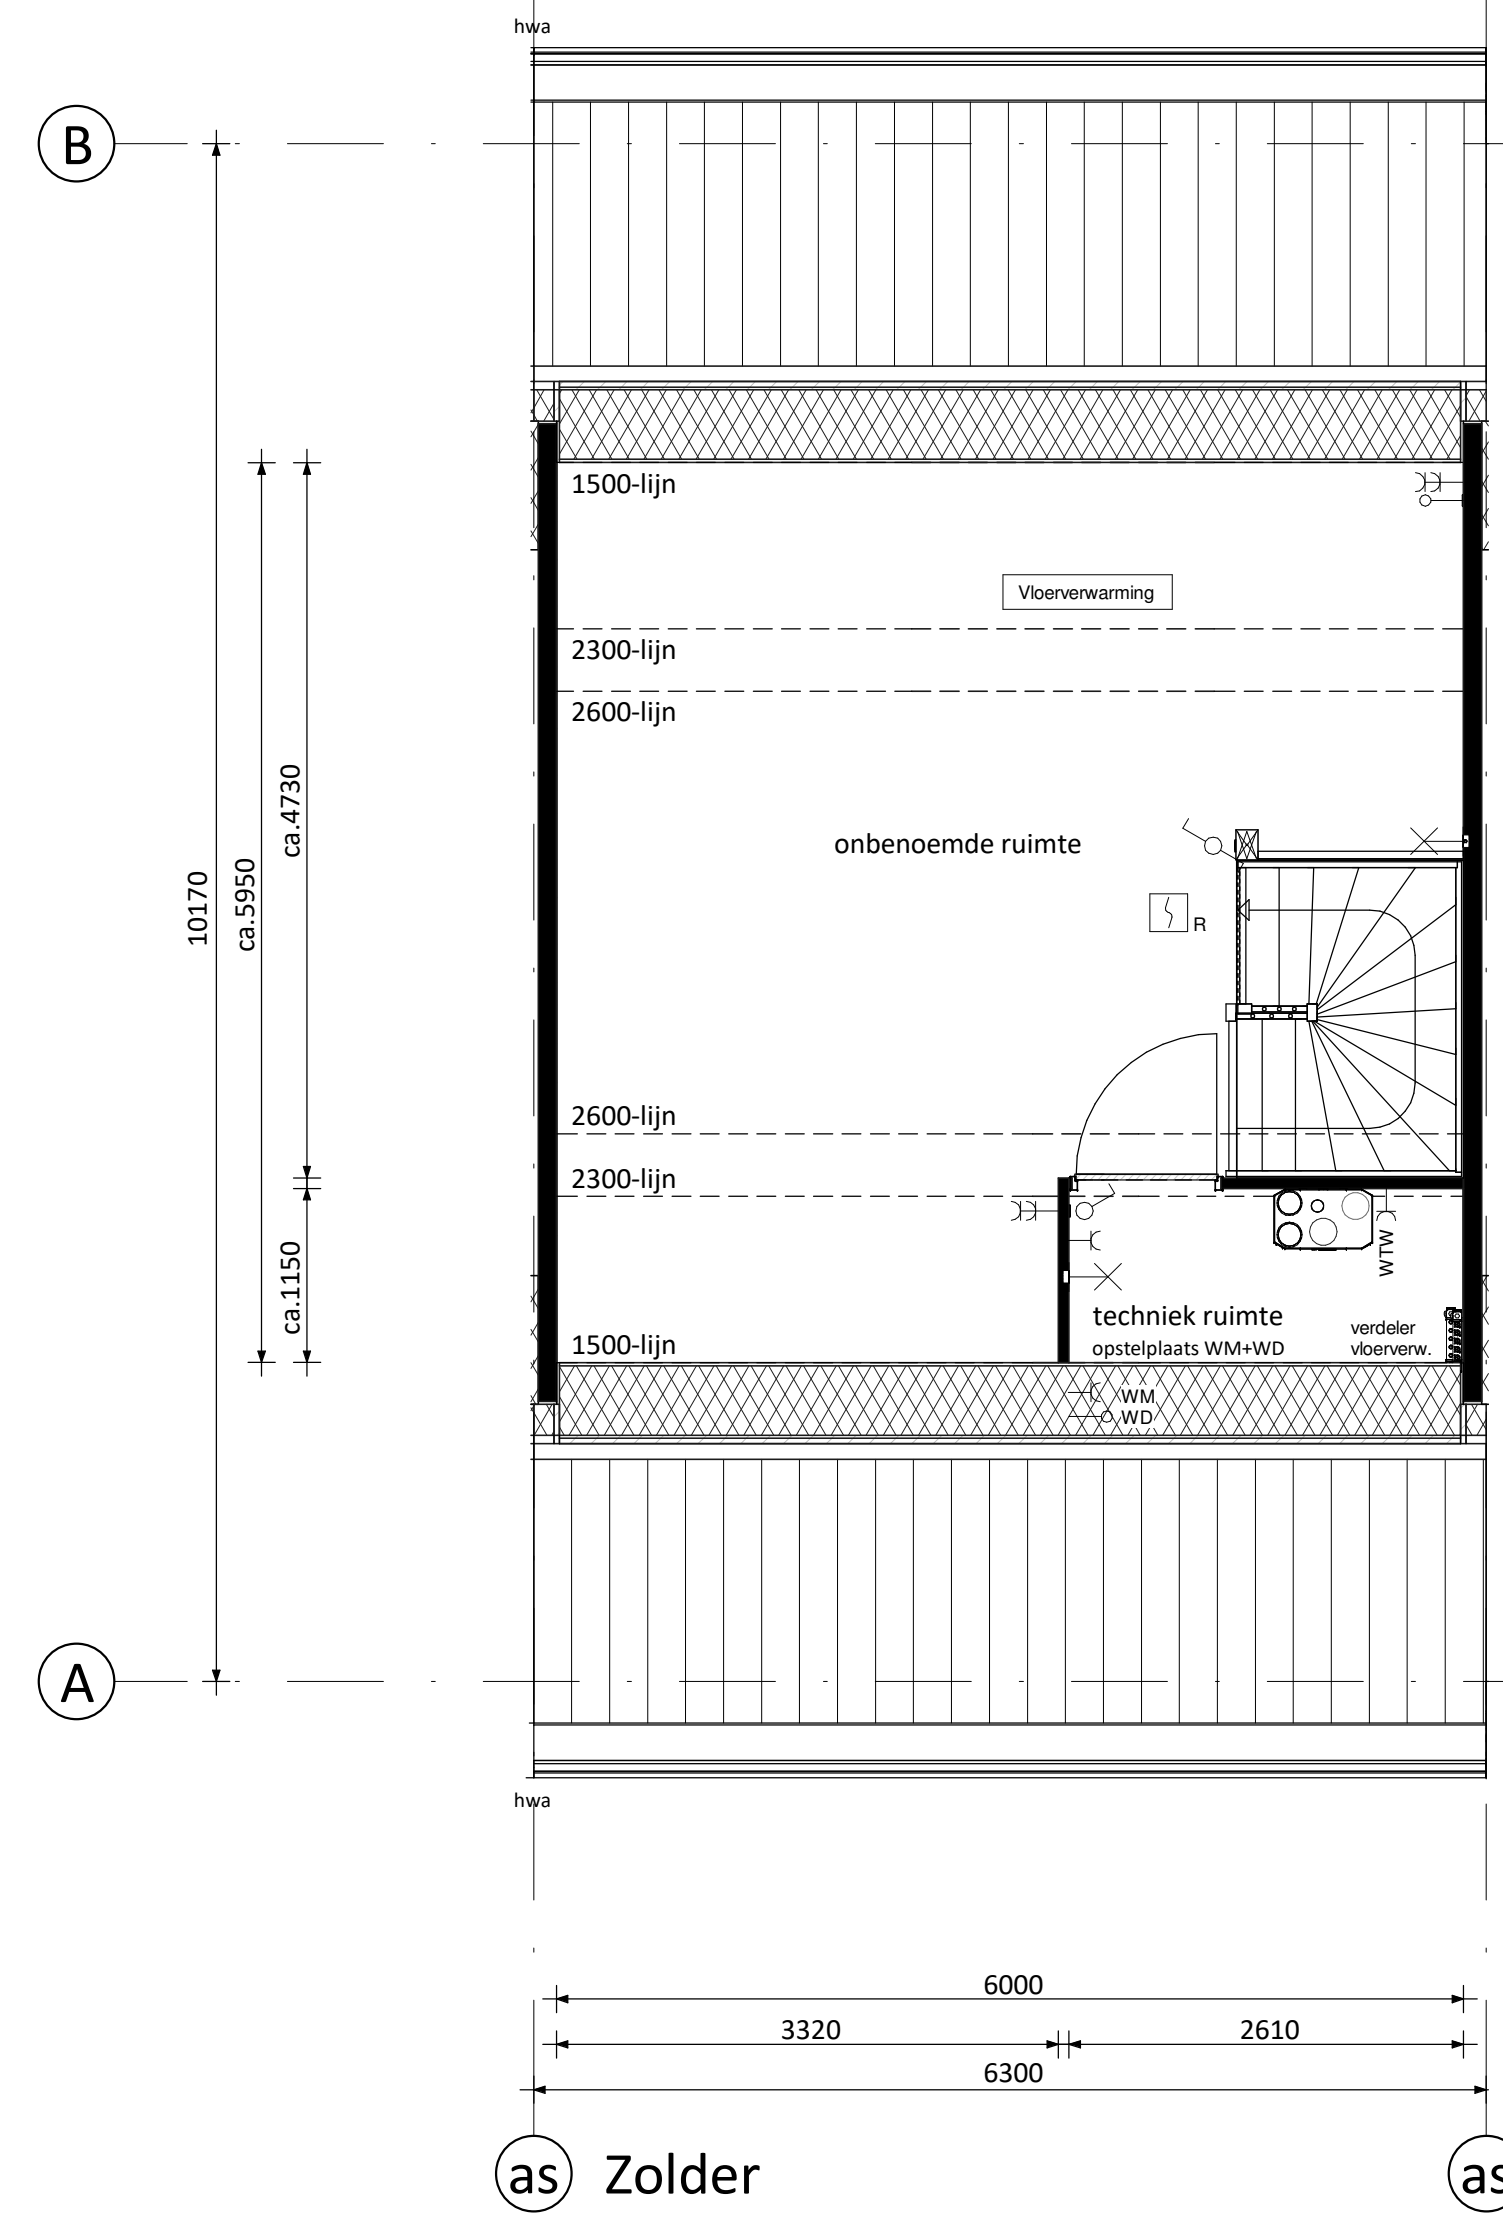 hwa
B
1500-lijn
Vloerverwarming
2300-lijn
2600-lijn
ca.4730
onbenoemde ruimte
10170
ca.5950
R
2600-lijn
2300-lijn
WTW
ca.1150
techniek ruimte
verdeler
1500-lijn
opstelplaats WM+WD
vloerverw.
WM
WD
A
hwa
6000
3320
2610
6300
as
Zolder
as